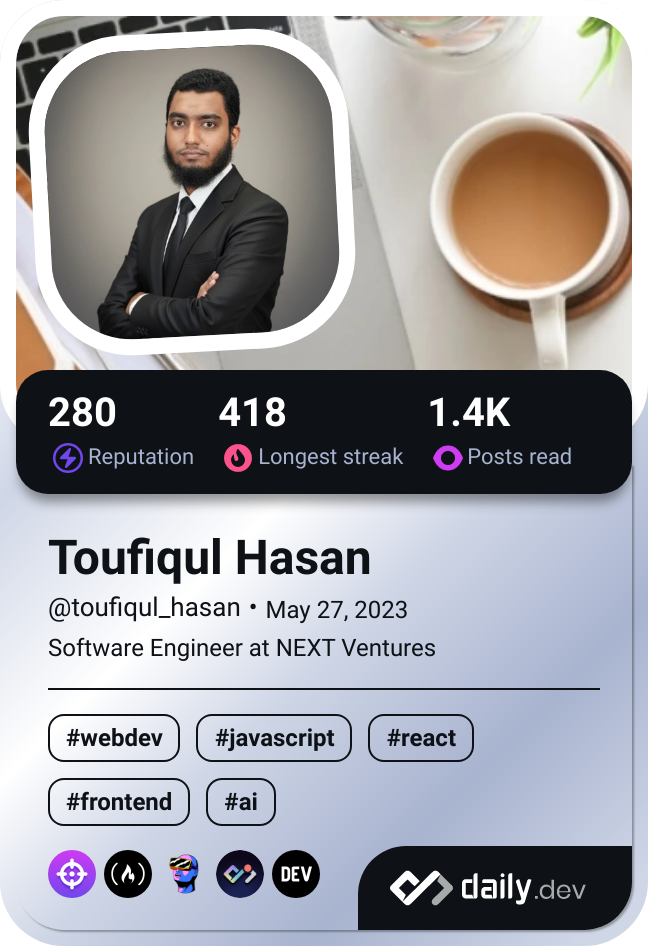 280 418 1.4K
Reputation Longest streak Posts read
Toufiqul Hasan
@toufiqul_hasan • May 27, 2023
Software Engineer at NEXT Ventures
#webdev #javascript #react
#frontend #ai
DEV
daily.dev